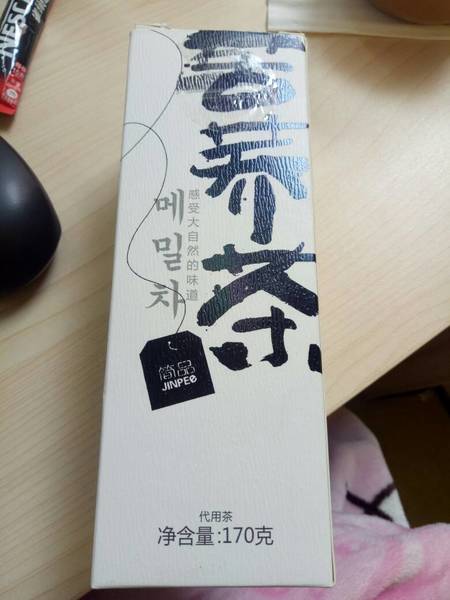 荞茶
感受大自然的味道
메밀차
简品
JINPEO
代用茶
净含量:170克